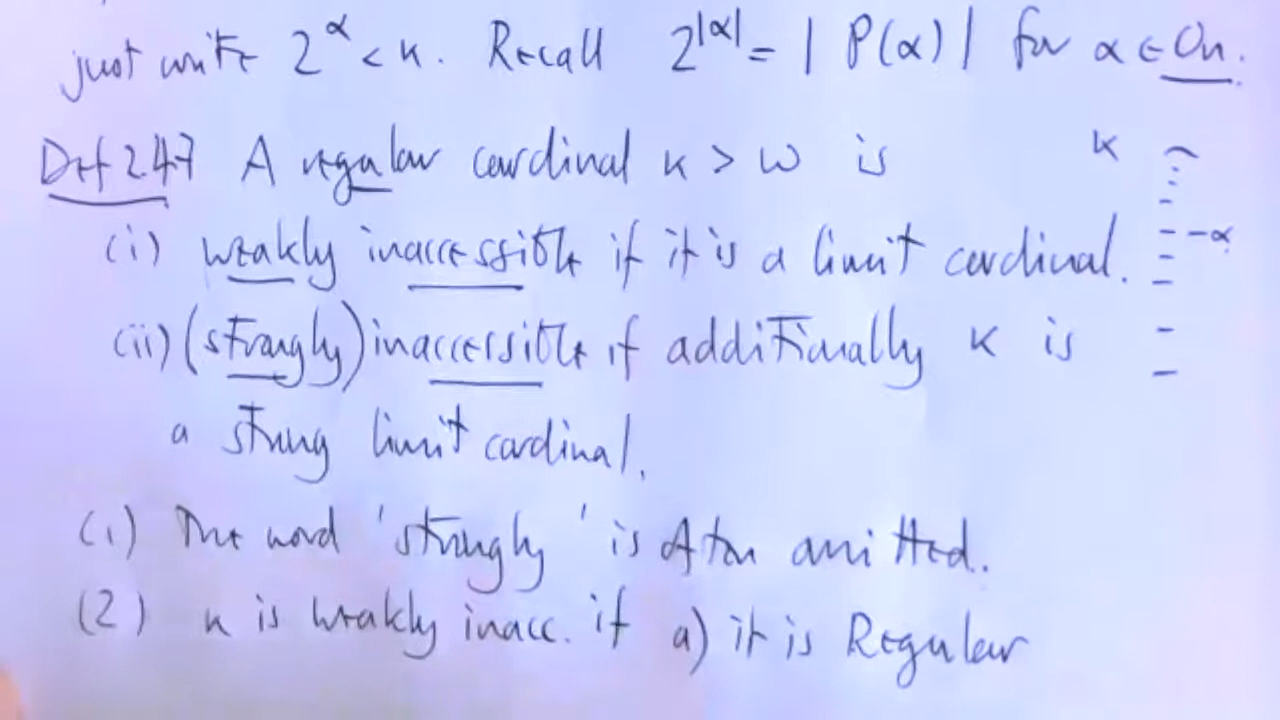 just write 2^α < κ. Recall 2^|α| = | P(α) | for α ∈ On.
Def 2.47 A regular cardinal κ > ω is
κ
(i) weakly inaccessible if it is a limit cardinal.
α
(ii) (strongly) inaccessible if additionally κ is
a strong limit cardinal.
(1) The word 'strongly' is often omitted.
(2) κ is weakly inacc. if a) it is Regular